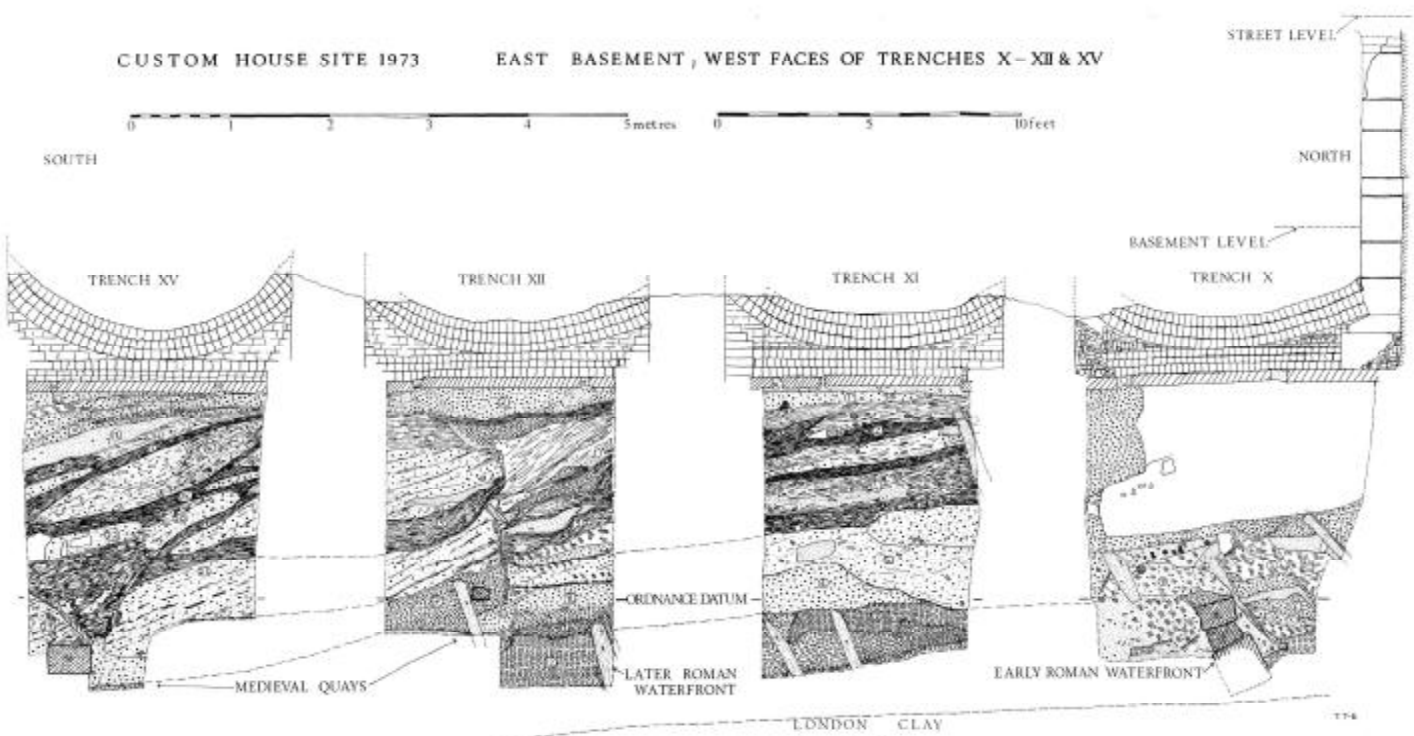 STREET LEVEL
CUSTOM HOUSE SITE 1973 EAST BASEMENT, WEST FACES OF TRENCHES X–XII & XV
0 1 2 3 4 5 metres 0 5 10 feet
SOUTH
NORTH
BASEMENT LEVEL
TRENCH XV
TRENCH XII
TRENCH XI
TRENCH X
ORDNANCE DATUM
MEDIEVAL QUAYS
LATER ROMAN
WATERFRONT
EARLY ROMAN WATERFRONT
LONDON CLAY